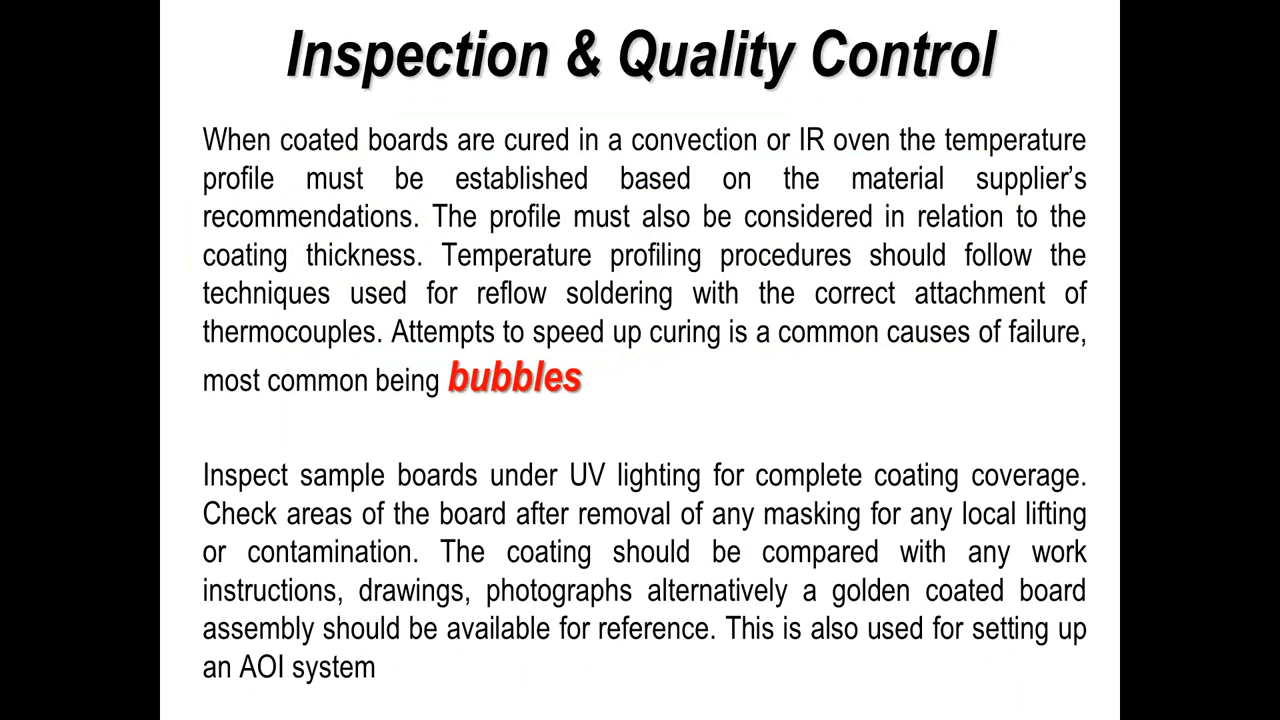 Inspection & Quality Control
When coated boards are cured in a convection or IR oven the temperature
profile must be established based on the material supplier’s
recommendations. The profile must also be considered in relation to the
coating thickness. Temperature profiling procedures should follow the
techniques used for reflow soldering with the correct attachment of
thermocouples. Attempts to speed up curing is a common causes of failure,
most common being bubbles
Inspect sample boards under UV lighting for complete coating coverage.
Check areas of the board after removal of any masking for any local lifting
or contamination. The coating should be compared with any work
instructions, drawings, photographs alternatively a golden coated board
assembly should be available for reference. This is also used for setting up
an AOI system